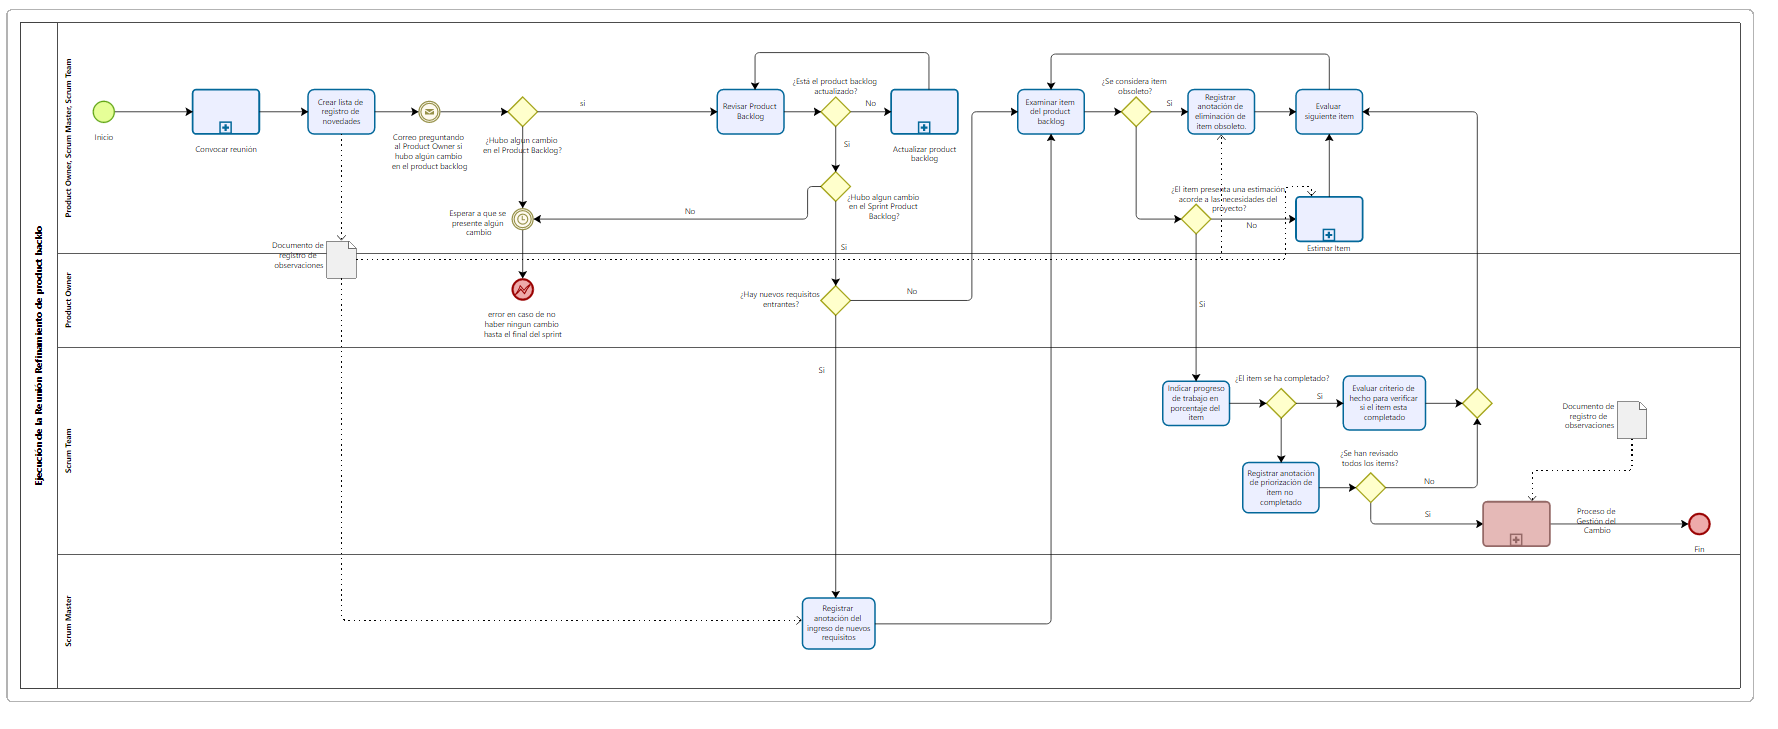 Ejecución de la Reunión Refinamiento de product backlo
Product Owner, Scrum Master, Scrum Team
Inicio
Convocar reunión
Crear lista de
registro de
novedades
Correo preguntando
al Product Owner si
hubo algún cambio
en el product backlog
¿Hubo algun cambio
en el Product Backlog?
si
Esperar a que se
presente algún
cambio
No
Revisar Product
Backlog
¿Está el product backlog
actualizado?
No
Actualizar product
backlog
Si
¿Hubo algun cambio
en el Sprint Product
Backlog?
Si
Examinar item
del product
backlog
¿Se considera item
obsoleto?
Si
Registrar
anotación de
eliminación de
item obsoleto.
Evaluar
siguiente item
¿El item presenta una estimación
acorde a las necesidades del
proyecto?
No
Estimar Item
Documento de
registro de
observaciones
Product Owner
error en caso de no
haber ningun cambio
hasta el final del sprint
¿Hay nuevos requisitos
entrantes?
No
Si
Si
Scrum Team
Indicar progreso
de trabajo en
porcentaje del
item
¿El item se ha completado?
Si
Evaluar criterio de
hecho para verificar
si el item esta
completado
Registrar anotación
de priorización de
item no
completado
¿Se han revisado
todos los items?
No
Si
Documento de
registro de
observaciones
Proceso de
Gestión del
Cambio
Fin
Scrum Master
Registrar
anotación del
ingreso de nuevos
requisitos